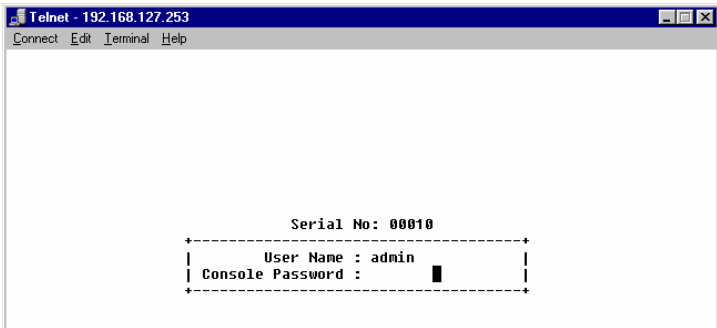 Telnet - 192.168.127.253
Connect Edit Terminal Help
Serial No: 00010
User Name : admin
Console Password :